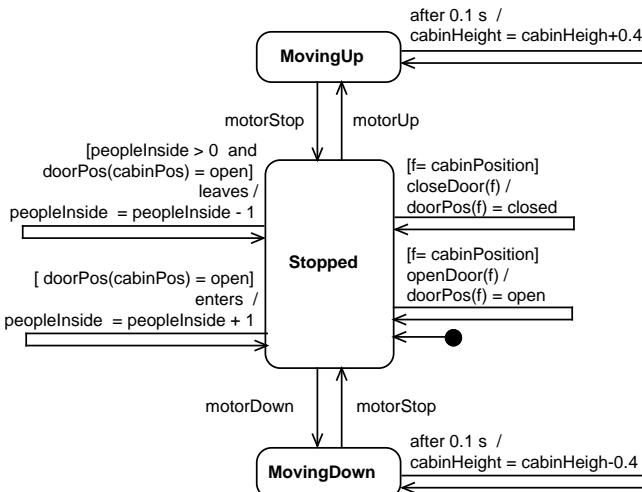 after 0.1 s  /
cabinHeight = cabinHeigh+0.4
MovingUp
motorStop
motorUp
[peopleInside > 0  and
doorPos(cabinPos) = open]
leaves /
peopleInside  = peopleInside - 1
[f= cabinPosition]
closeDoor(f) /
doorPos(f) = closed
Stopped
[ doorPos(cabinPos) = open]
enters  /
peopleInside  = peopleInside + 1
[f= cabinPosition]
openDoor(f) /
doorPos(f) = open
motorDown
motorStop
MovingDown
after 0.1 s  /
cabinHeight = cabinHeigh-0.4